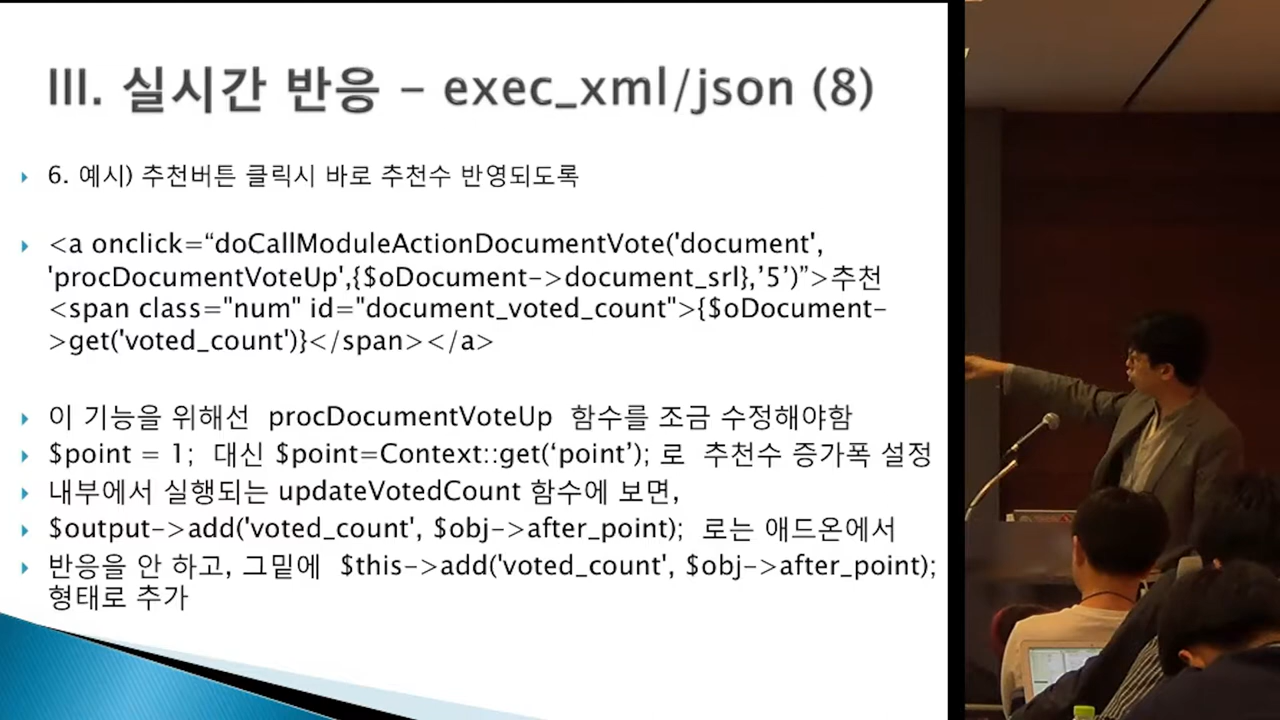 III. 실시간 반응 - exec_xml/json (8)
6. 예시) 추천버튼 클릭시 바로 추천수 반영되도록
<a onclick=“doCallModuleActionDocumentVote('document',
'procDocumentVoteUp',{$oDocument->document_srl},’5’)”>추천
<span class="num" id="document_voted_count">{$oDocument-
>get('voted_count')}</span></a>
이 기능을 위해선 procDocumentVoteUp 함수를 조금 수정해야함
$point = 1; 대신 $point=Context::get(‘point’); 로 추천수 증가폭 설정
내부에서 실행되는 updateVotedCount 함수에 보면,
$output->add('voted_count', $obj->after_point); 로는 애드온에서
반응을 안 하고, 그밑에 $this->add('voted_count', $obj->after_point);
형태로 추가